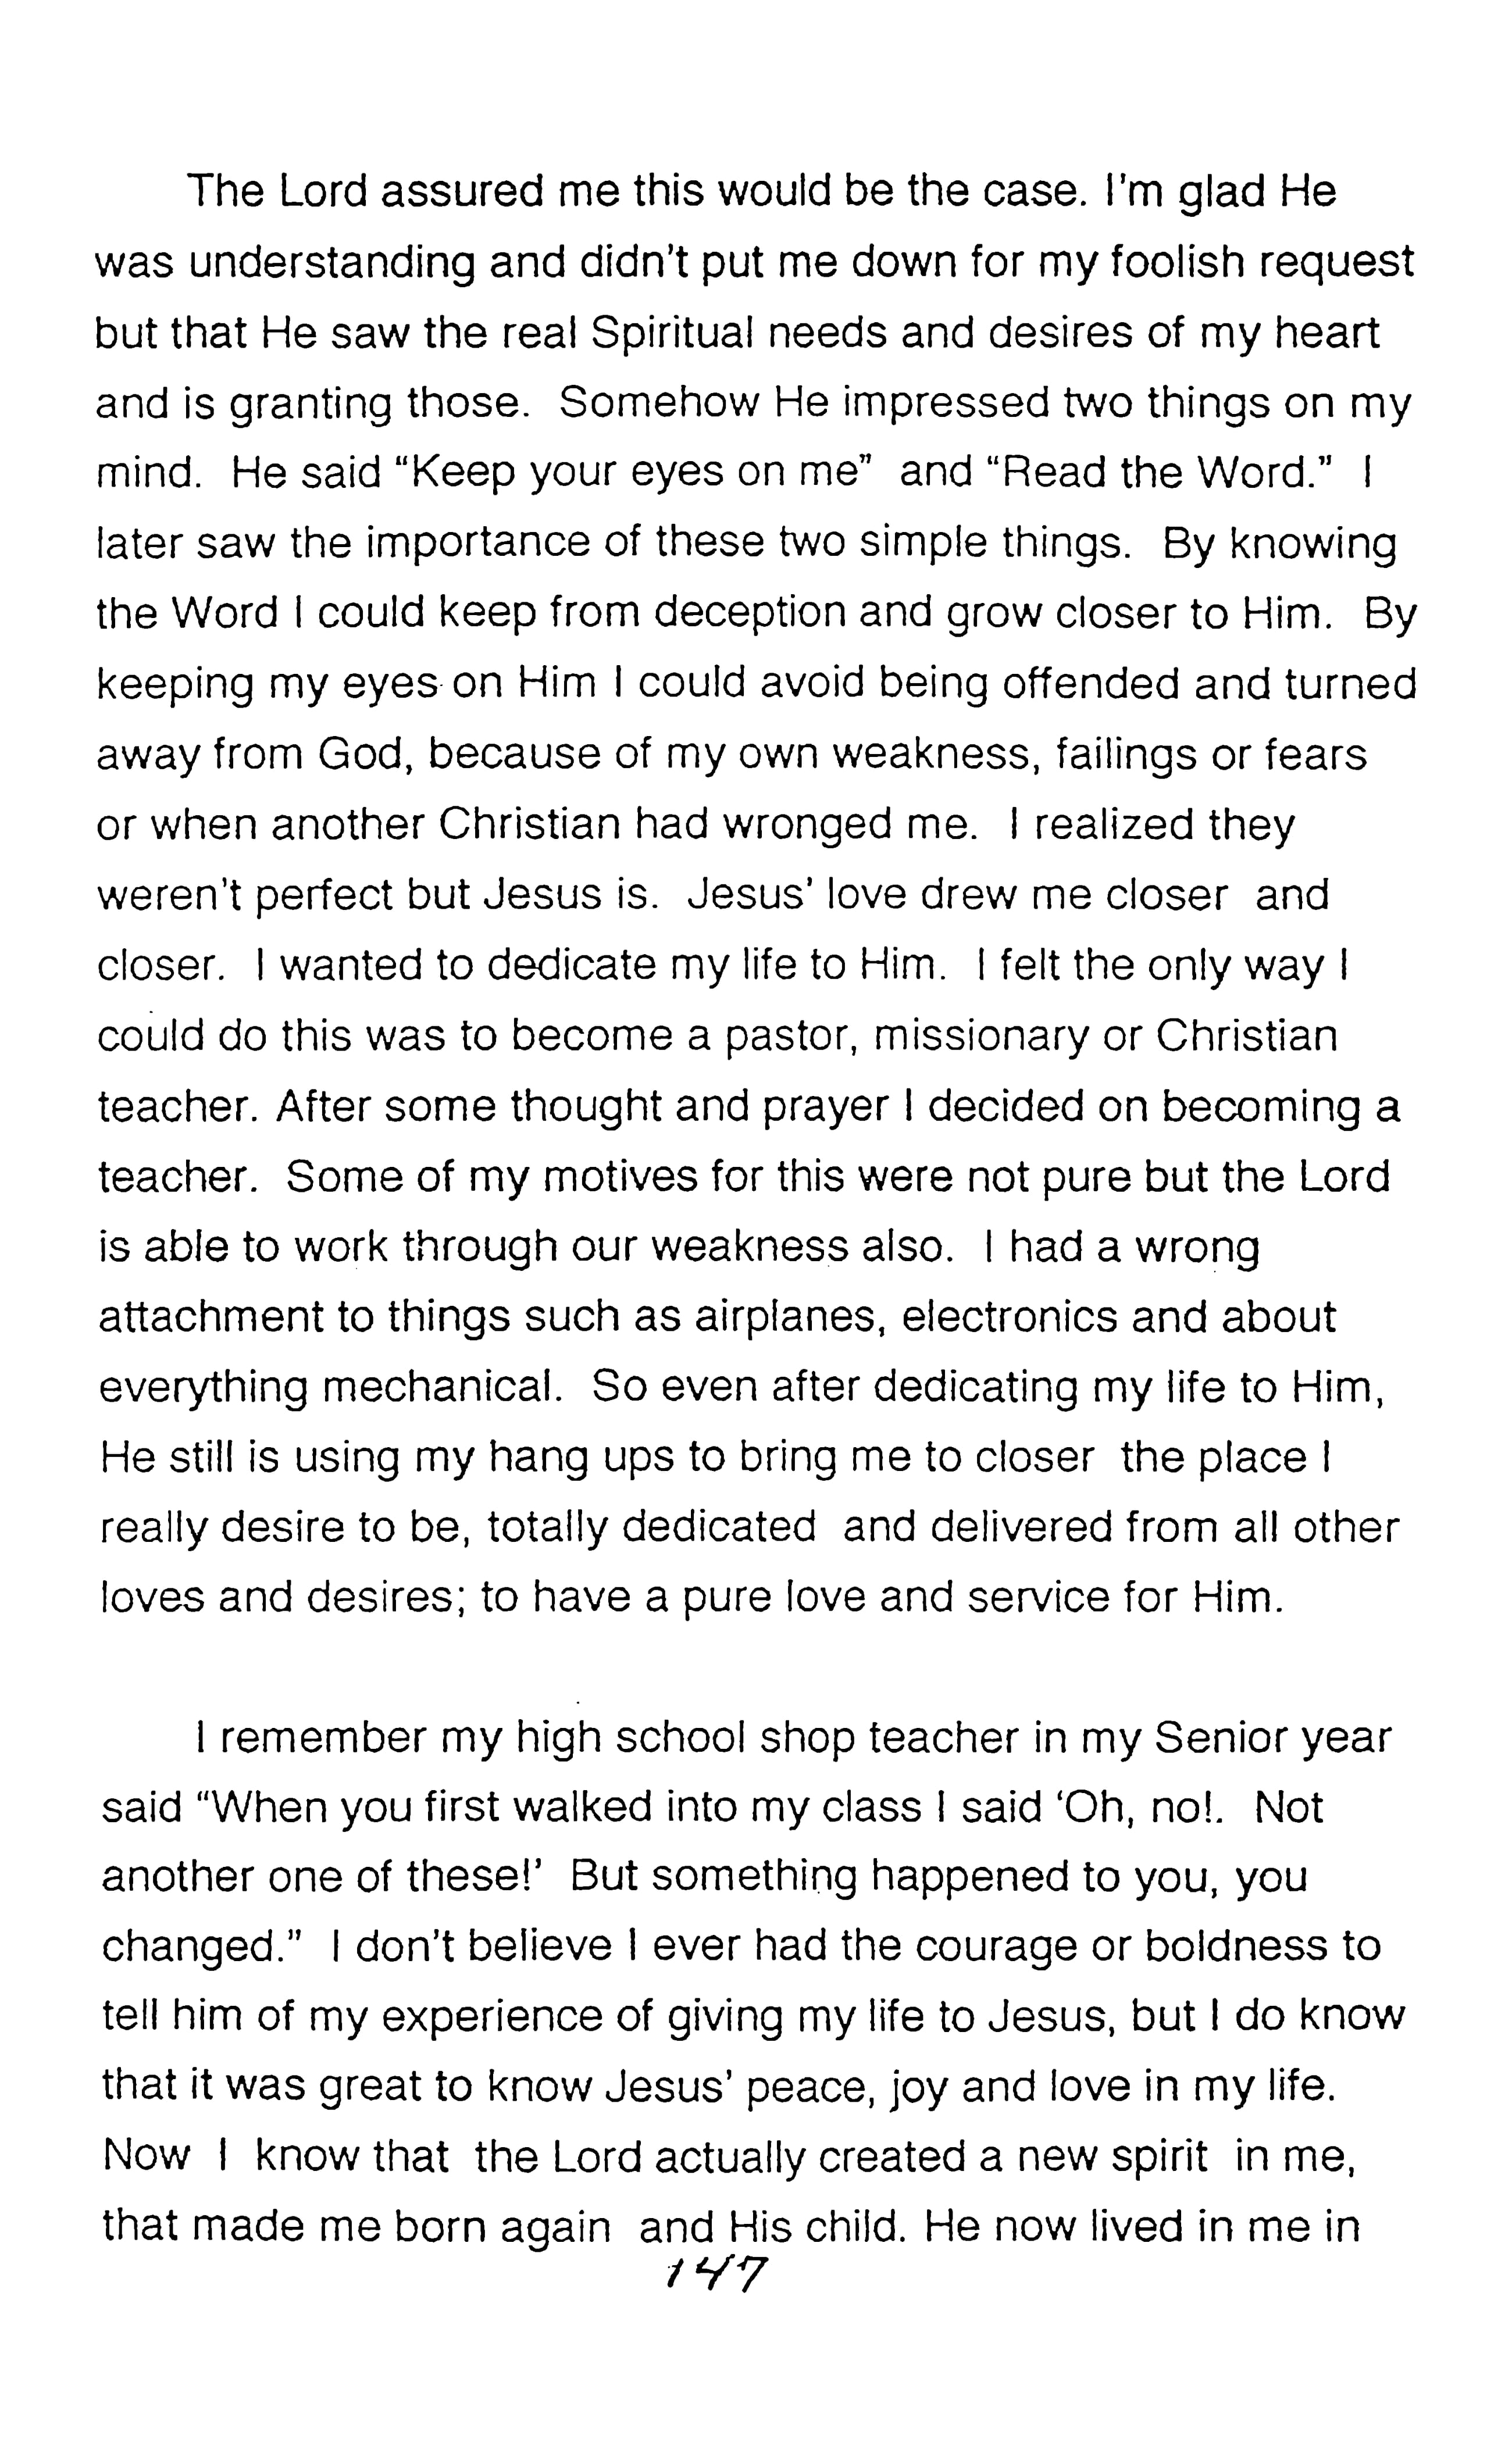 The Lord assured me this would be the case. I'm glad He
was understanding and didn't put me down for my foolish request
but that He saw the real Spiritual needs and desires of my heart
and is granting those.  Somehow He impressed two things on my
mind.  He said “Keep your eyes on me”  and “Read the Word.”  I
later saw the importance of these two simple things.  By knowing
the Word I could keep from deception and grow closer to Him.  By
keeping my eyes on Him I could avoid being offended and turned
away from God, because of my own weakness, failings or fears
or when another Christian had wronged me.  I realized they
weren't perfect but Jesus is.  Jesus’ love drew me closer  and
closer.  I wanted to dedicate my life to Him.  I felt the only way I
could do this was to become a pastor, missionary or Christian
teacher. After some thought and prayer I decided on becoming a
teacher.  Some of my motives for this were not pure but the Lord
is able to work through our weakness also.  I had a wrong
attachment to things such as airplanes, electronics and about
everything mechanical.  So even after dedicating my life to Him,
He still is using my hang ups to bring me to closer  the place I
really desire to be, totally dedicated  and delivered from all other
loves and desires; to have a pure love and service for Him.
I remember my high school shop teacher in my Senior year
said “When you first walked into my class I said ‘Oh, no!.  Not
another one of these!’  But something happened to you, you
changed.”  I don't believe I ever had the courage or boldness to
tell him of my experience of giving my life to Jesus, but I do know
that it was great to know Jesus’ peace, joy and love in my life.
Now  I  know that  the Lord actually created a new spirit  in me,
that made me born again  and His child. He now lived in me in
147